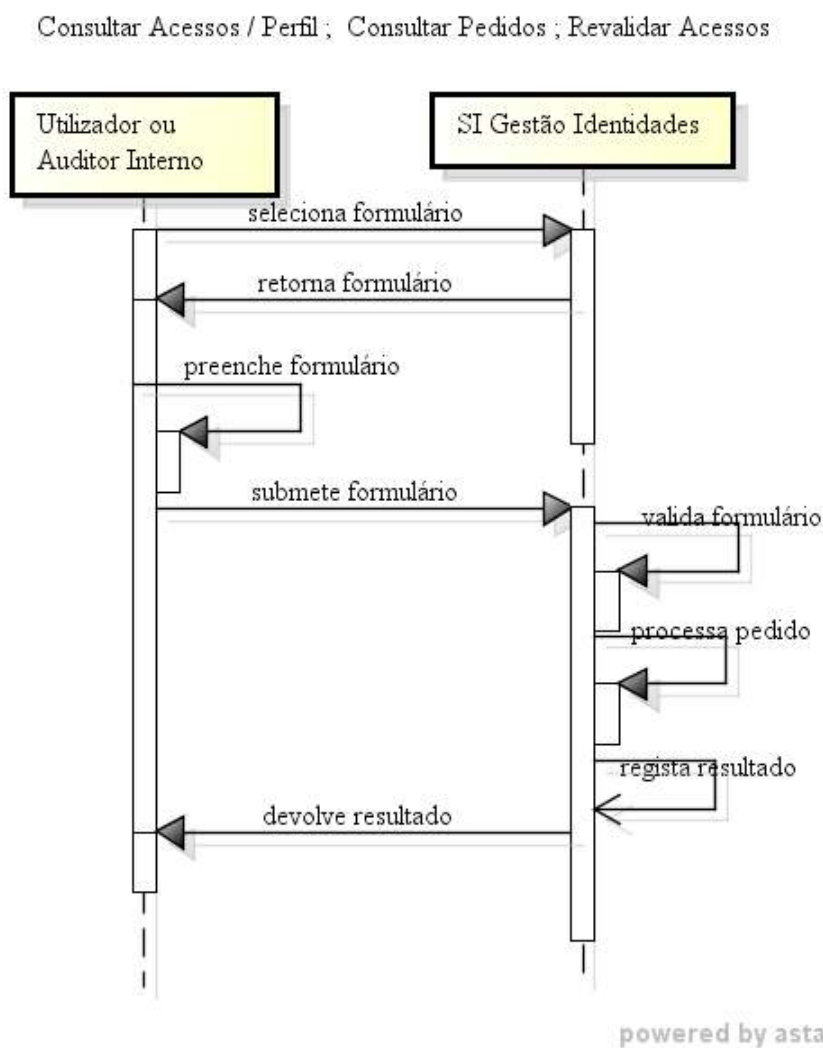 Consultar Acessos / Perfil ; Consultar Pedidos ; Revalidar Acessos
Utilizador ou
Auditor Interno
SI Gestão Identidades
seleciona formulário
retorna formulário
preenche formulário
submete formulário
valida formulário
processa pedido
regista resultado
devolve resultado
powered by asta